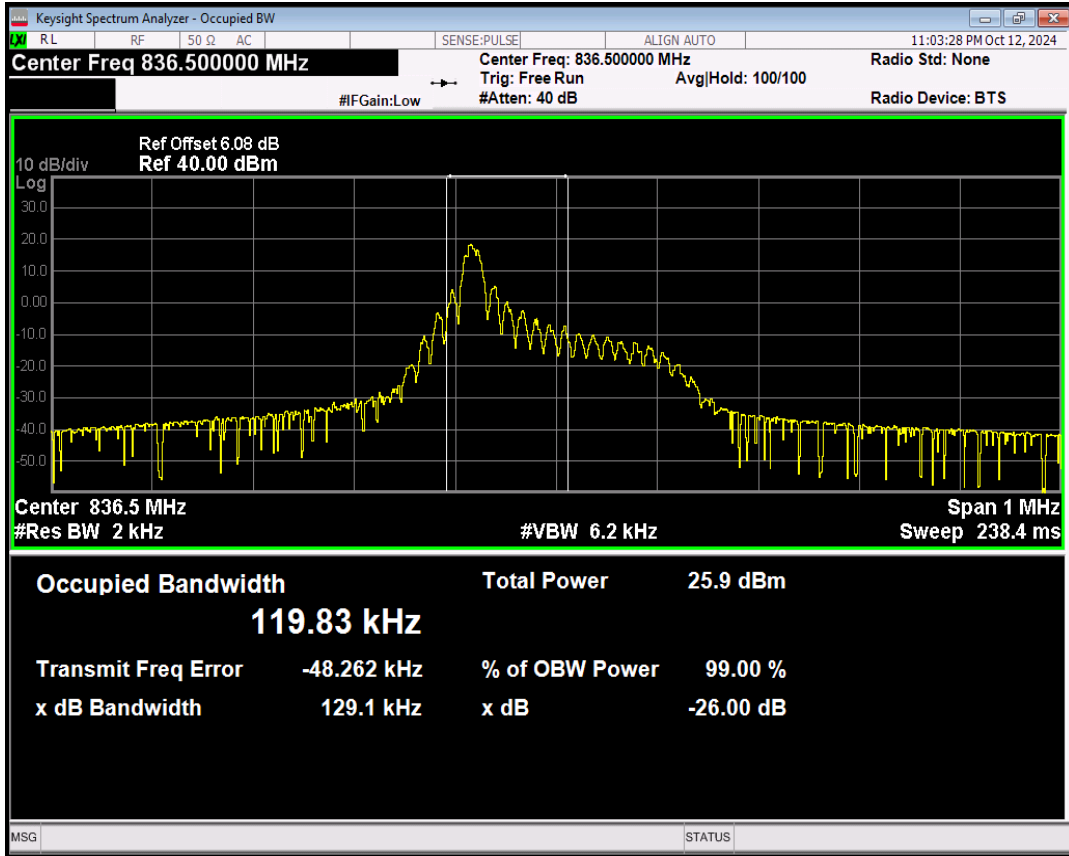 Keysight Spectrum Analyzer - Occupied BW
LXI RL RF 50 Ω AC SENSE:PULSE ALIGN AUTO 11:03:28 PM Oct 12, 2024
Center Freq 836.500000 MHz Center Freq: 836.500000 MHz Radio Std: None
Trig: Free Run Avg|Hold: 100/100
#IFGain:Low #Atten: 40 dB Radio Device: BTS
Ref Offset 6.08 dB
10 dB/div Ref 40.00 dBm
Log
30.0
20.0
10.0
0.00
-10.0
-20.0
-30.0
-40.0
-50.0
Center 836.5 MHz Span 1 MHz
#Res BW 2 kHz #VBW 6.2 kHz Sweep 238.4 ms
Occupied Bandwidth Total Power 25.9 dBm
119.83 kHz
Transmit Freq Error -48.262 kHz % of OBW Power 99.00 %
x dB Bandwidth 129.1 kHz x dB -26.00 dB
MSG STATUS